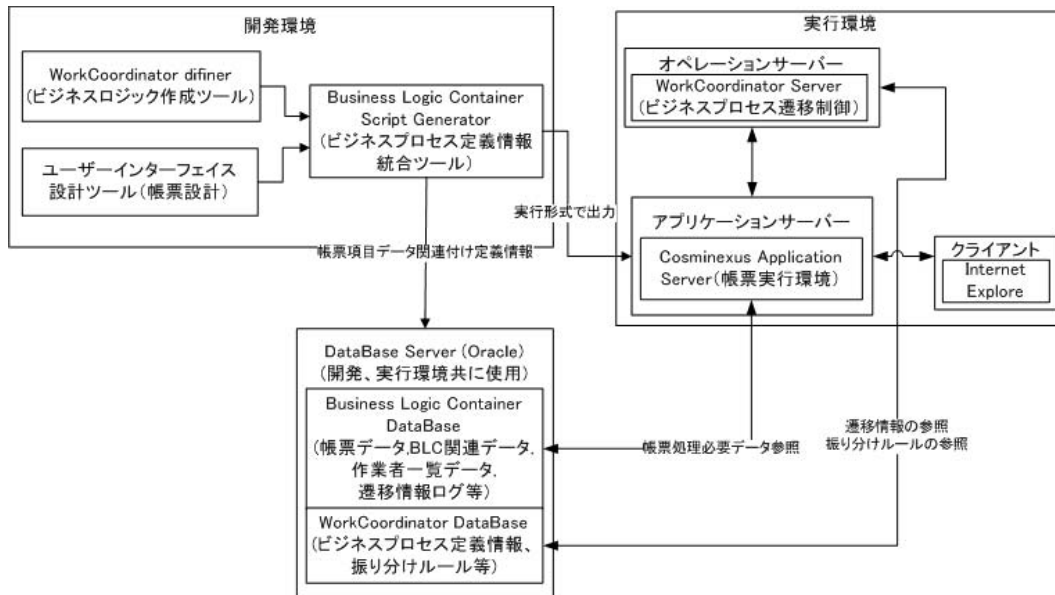 開発環境
WorkCoordinator difiner
(ビジネスロジック作成ツール)
ユーザーインターフェイス
設計ツール(帳票設計)
Business Logic Container
Script Generator
(ビジネスプロセス定義情報
統合ツール)
実行環境
オペレーションサーバー
WorkCoordinator Server
(ビジネスプロセス遷移制御)
実行形式で出力
アプリケーションサーバー
Cosminexus Application
Server(帳票実行環境)
クライアント
Internet
Explore
帳票項目データ関連付け定義情報
DataBase Server (Oracle)
(開発、実行環境共に使用)
Business Logic Container
DataBase
(帳票データ,BLC関連データ,
作業者一覧データ,
遷移情報ログ等)
WorkCoordinator DataBase
(ビジネスプロセス定義情報、
振り分けルール等)
帳票処理必要データ参照
遷移情報の参照
振り分けルールの参照